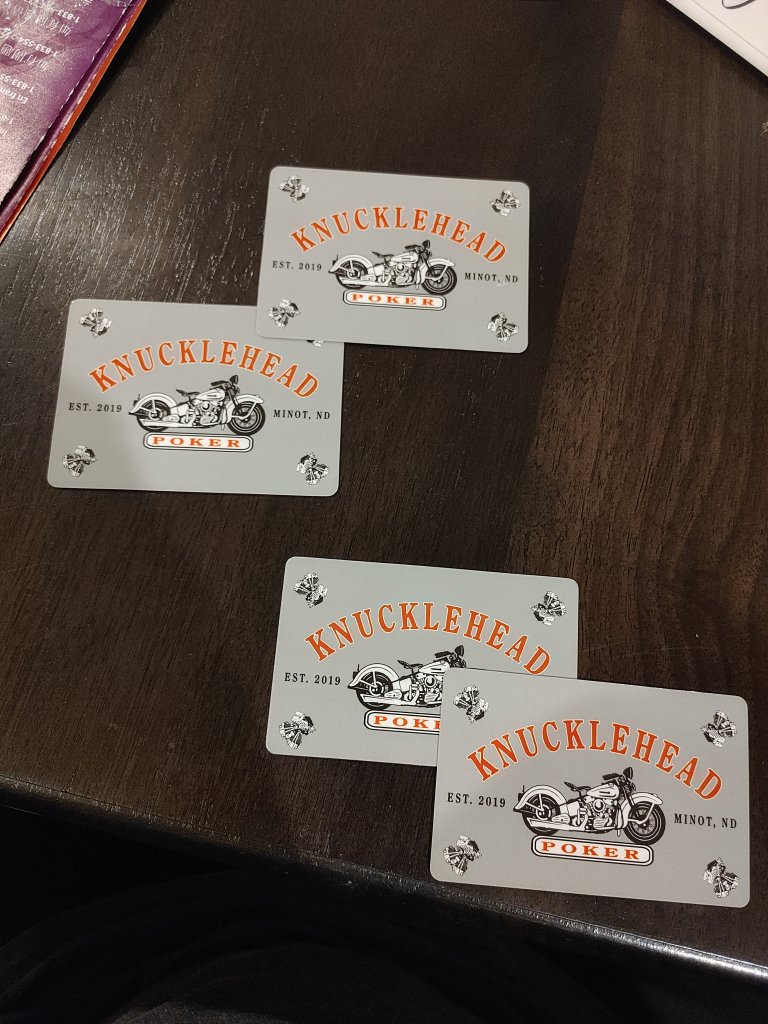 KNUCKLEHEAD
EST. 2019
MINOT, ND
POKER
KNUCKLEHEAD
EST. 2019
MINOT, ND
POKER
KNUCKLEHEAD
EST. 2019
POK
KNUCKLEHEAD
EST. 2019
MINOT, ND
POKER